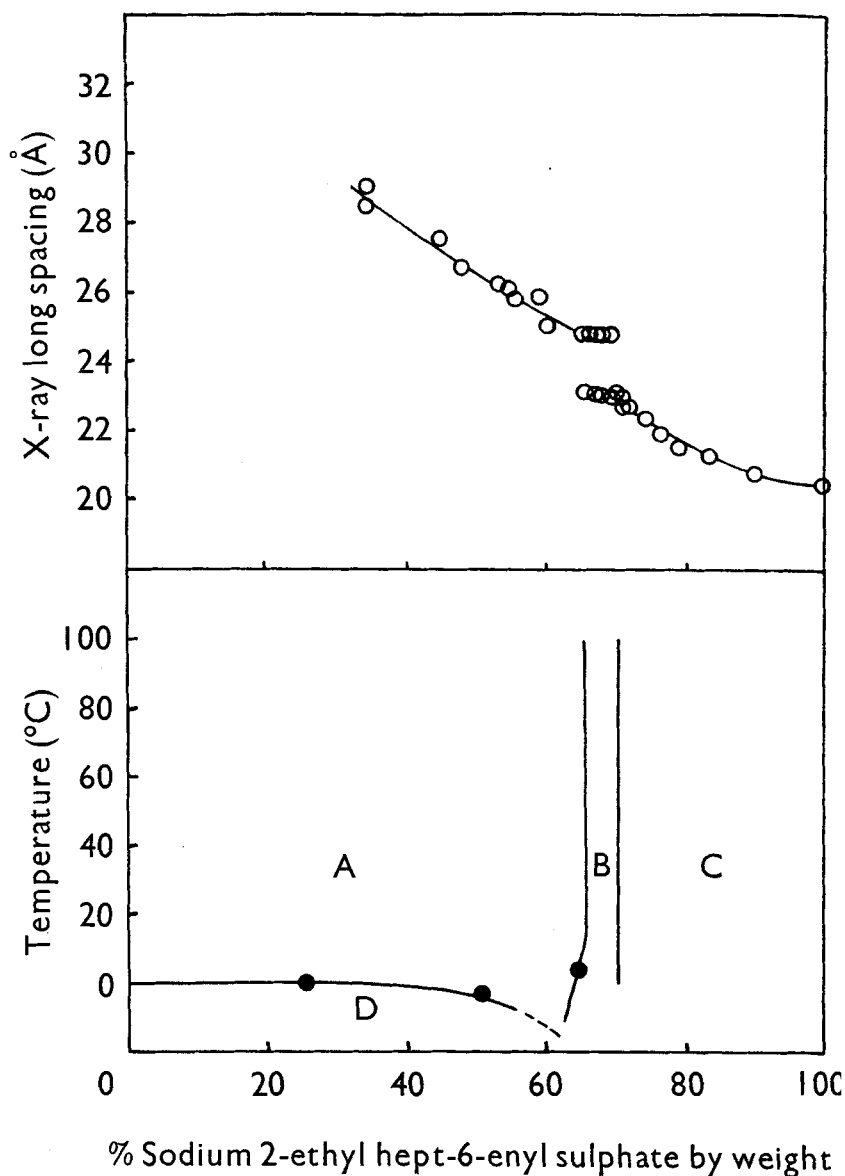 X-ray long spacing (Å)
32
30
28
26
24
22
20
Temperature (°C)
100
80
60
40
20
0
A
B
C
D
0 20 40 60 80 100
% Sodium 2-ethyl hept-6-enyl sulphate by weight